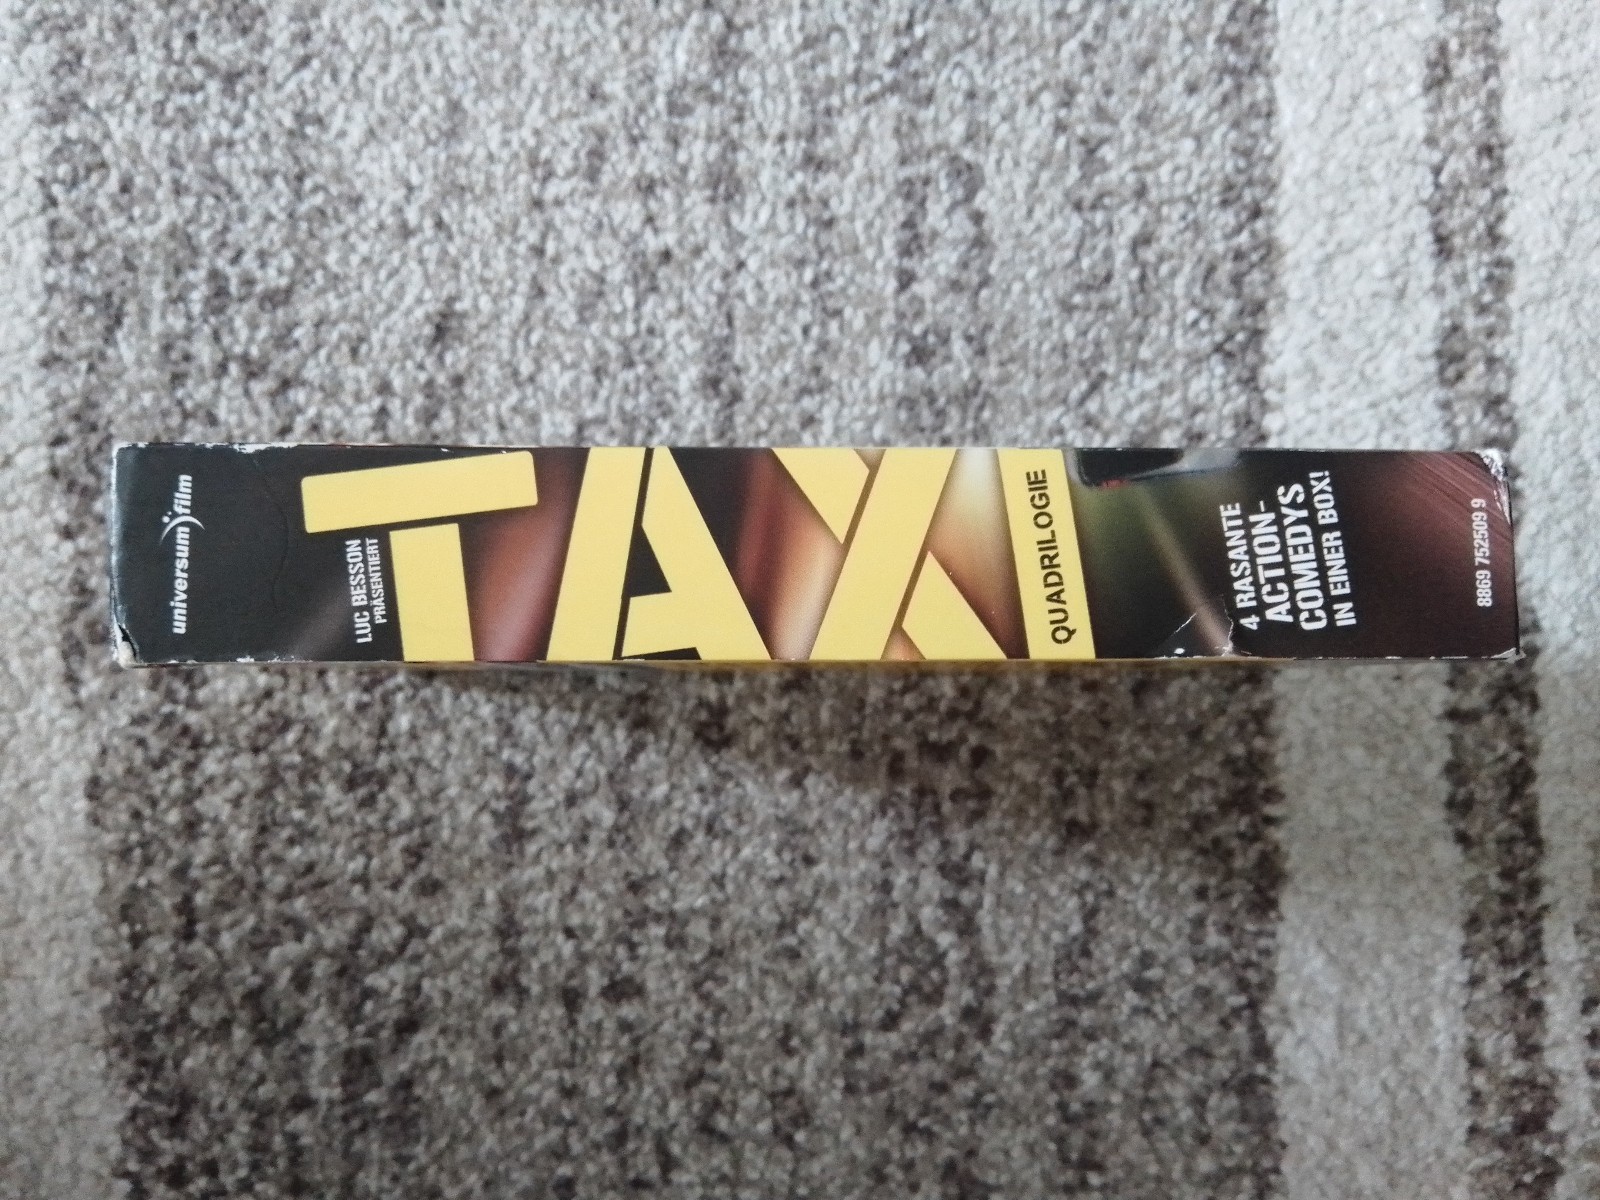 universum film
LUC BESSON
PRÄSENTIERT
TAXI
QUADRILOGIE
4 RASANTE
ACTION-
COMEDYS
IN EINER BOX!
8869 752509 9